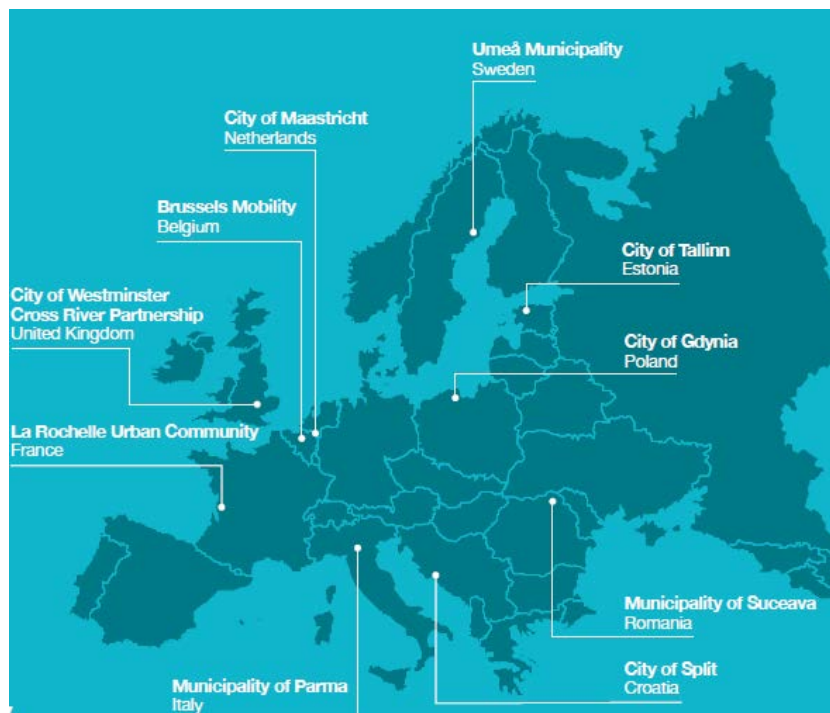 Umeå Municipality
Sweden
City of Maastricht
Netherlands
Brussels Mobility
Belgium
City of Tallinn
Estonia
City of Westminster
Cross River Partnership
United Kingdom
City of Gdynia
Poland
La Rochelle Urban Community
France
Municipality of Suceava
Romania
City of Split
Croatia
Municipality of Parma
Italy